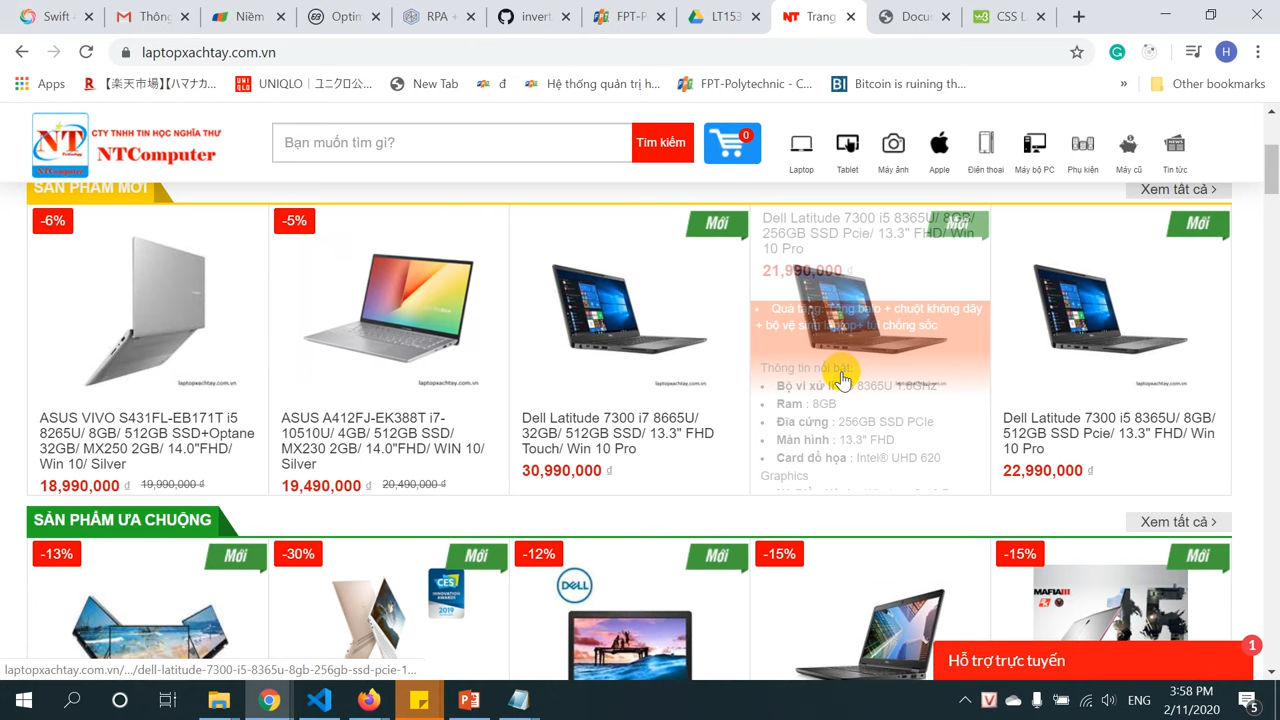 Swit
M Thông
Niềm
Optim
RPA +
invert
FPT-P
LT153
NT Trang
Docu
w3 CSS L
laptopxachtay.com.vn
H
Apps
【楽天市場】【ハマナカ...
UNIQLO｜ユニクロ公...
New Tab
đ
Hệ thống quản trị h...
FPT-Polytechnic - C...
Bitcoin is ruining th...
»
Other bookmarks
NT
CTY TNHH TIN HỌC NGHĨA THƯ
NTComputer
Bạn muốn tìm gì?
Tìm kiếm
0
Laptop
Tablet
Máy ảnh
Apple
Điện thoại
Máy bộ PC
Phụ kiện
Máy cũ
Tin tức
SẢN PHẨM MỚI
Xem tất cả >
-6%
laptopxachtay.com.vn
ASUS VIVO S431FL-EB171T i5
8265U/ 8GB/ 512GB SSD+Optane
32GB/ MX250 2GB/ 14.0"FHD/
Win 10/ Silver
18,990,000 đ 19,990,000 đ
-5%
laptopxachtay.com.vn
ASUS A412FJ-EK388T i7-
10510U/ 4GB/ 512GB SSD/
MX230 2GB/ 14.0"FHD/ WIN 10/
Silver
19,490,000 đ 20,490,000 đ
Mới
laptopxachtay.com.vn
Dell Latitude 7300 i7 8665U/
32GB/ 512GB SSD/ 13.3" FHD
Touch/ Win 10 Pro
30,990,000 đ
Mới
Dell Latitude 7300 i5 8365U/ 8GB/
256GB SSD Pcie/ 13.3" FHD/ Win
10 Pro
21,990,000 đ
• Quà tặng: Tặng balo + chuột không dây
+ bộ vệ sinh laptop+ túi chống sốc
Thông tin nổi bật:
• Bộ vi xử lí : 8365U 1.6GHz
• Ram : 8GB
• Đĩa cứng : 256GB SSD PCIe
• Màn hình : 13.3" FHD
• Card đồ họa : Intel® UHD 620
Graphics
Mới
laptopxachtay.com.vn
Dell Latitude 7300 i5 8365U/ 8GB/
512GB SSD Pcie/ 13.3" FHD/ Win
10 Pro
22,990,000 đ
SẢN PHẨM ƯA CHUỘNG
Xem tất cả >
-13%
Mới
-30%
Mới
CES
INNOVATION
AWARDS
2019
-12%
Mới
DELL
-15%
-15%
Mới
MAFIA III
Hỗ trợ trực tuyến
1
laptopxachtay.com.vn/.../dell-latitude-7300-i5-8365u-8gb-256gb-ssd-pcie-1...
ENG
3:58 PM
2/11/2020
5